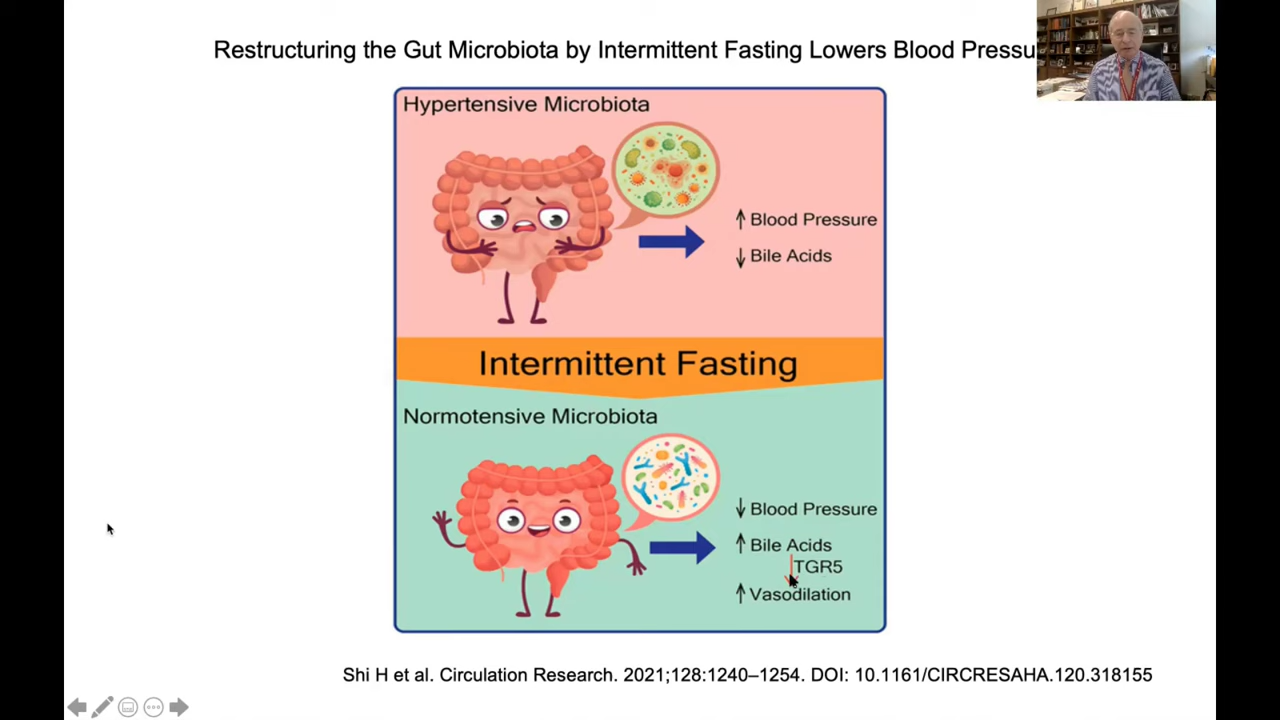 Restructuring the Gut Microbiota by Intermittent Fasting Lowers Blood
Hypertensive Microbiota
↑ Blood Pressure
↓ Bile Acids
Intermittent Fasting
Normotensive Microbiota
↓ Blood Pressure
↑ Bile Acids
TGR5
↑ Vasodilation
Shi H et al. Circulation Research. 2021;128:1240–1254. DOI: 10.1161/CIRCRESAHA.120.318155